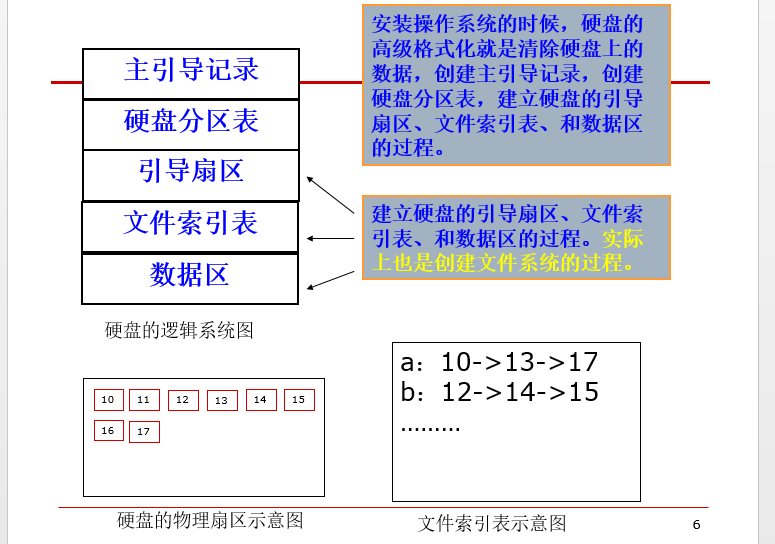 主引导记录
硬盘分区表
引导扇区
文件索引表
数据区
硬盘的逻辑系统图
安装操作系统的时候，硬盘的
高级格式化就是清除硬盘上的
数据，创建主引导记录，创建
硬盘分区表，建立硬盘的引导
扇区、文件索引表、和数据区
的过程。
建立硬盘的引导扇区、文件索
引表、和数据区的过程。实际
上也是创建文件系统的过程。
10 11 12 13 14 15
16 17
硬盘的物理扇区示意图
a：10->13->17
b：12->14->15
………
文件索引表示意图
6